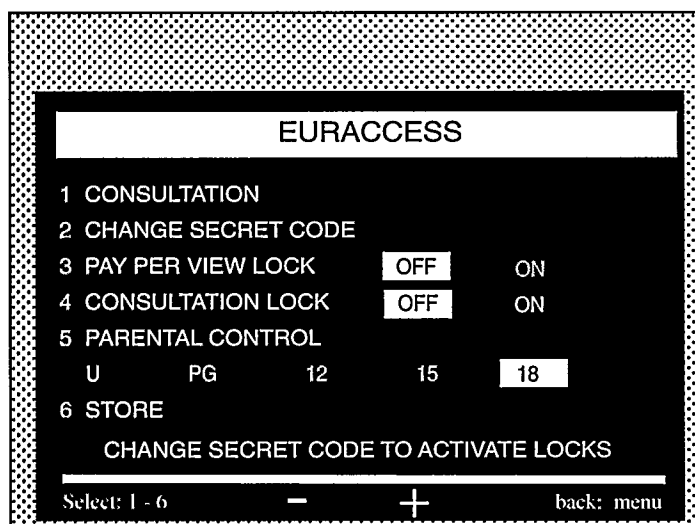 EURACCESS
1 CONSULTATION
2 CHANGE SECRET CODE
3 PAY PER VIEW LOCK OFF ON
4 CONSULTATION LOCK OFF ON
5 PARENTAL CONTROL
U PG 12 15 18
6 STORE
CHANGE SECRET CODE TO ACTIVATE LOCKS
Select: 1 - 6 − + back: menu